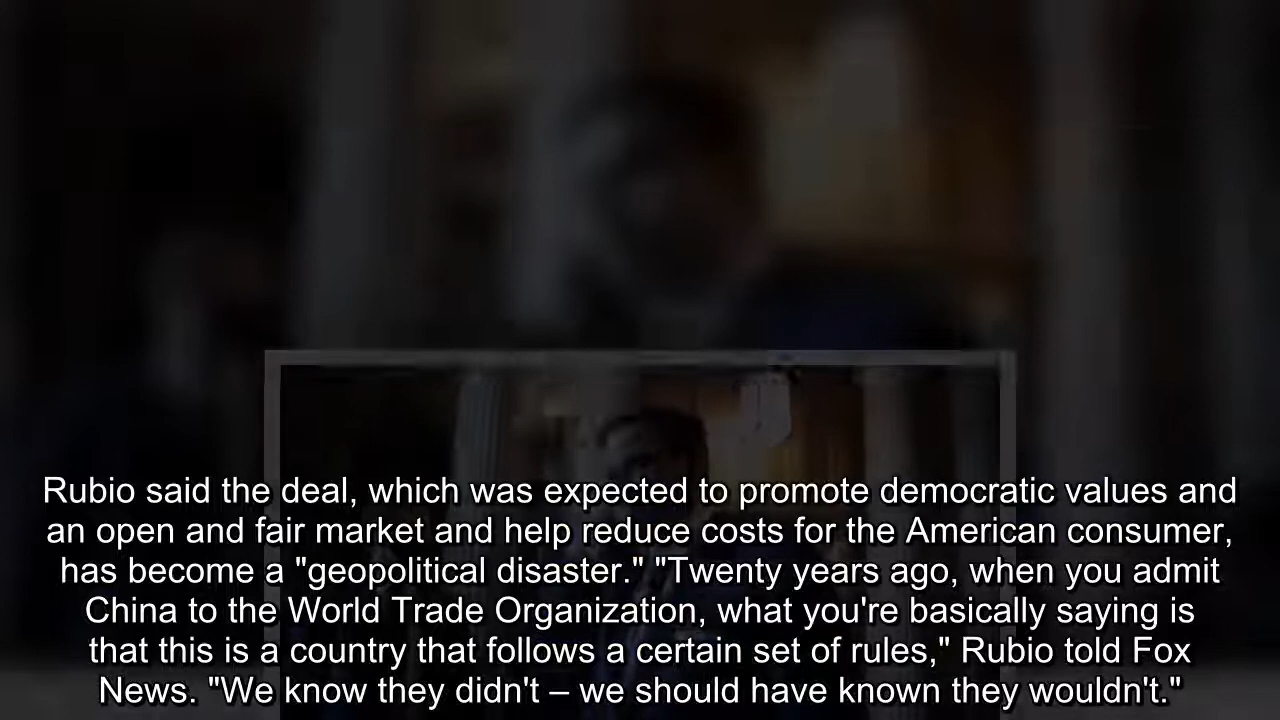 Rubio said the deal, which was expected to promote democratic values and
an open and fair market and help reduce costs for the American consumer,
has become a "geopolitical disaster." "Twenty years ago, when you admit
China to the World Trade Organization, what you're basically saying is
that this is a country that follows a certain set of rules," Rubio told Fox
News. "We know they didn't – we should have known they wouldn't."